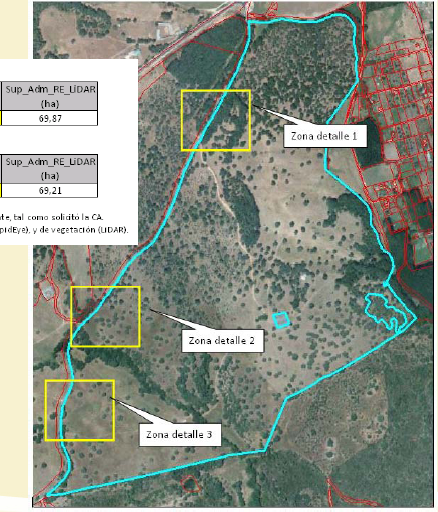 Sup_Adm_RE_LiDAR
(ha)
69,87
Sup_Adm_RE_LiDAR
(ha)
69,21
te, tal como solicitó la CA.
pidEye), y de vegetación (LiDAR).
Zona detalle 1
Zona detalle 2
Zona detalle 3